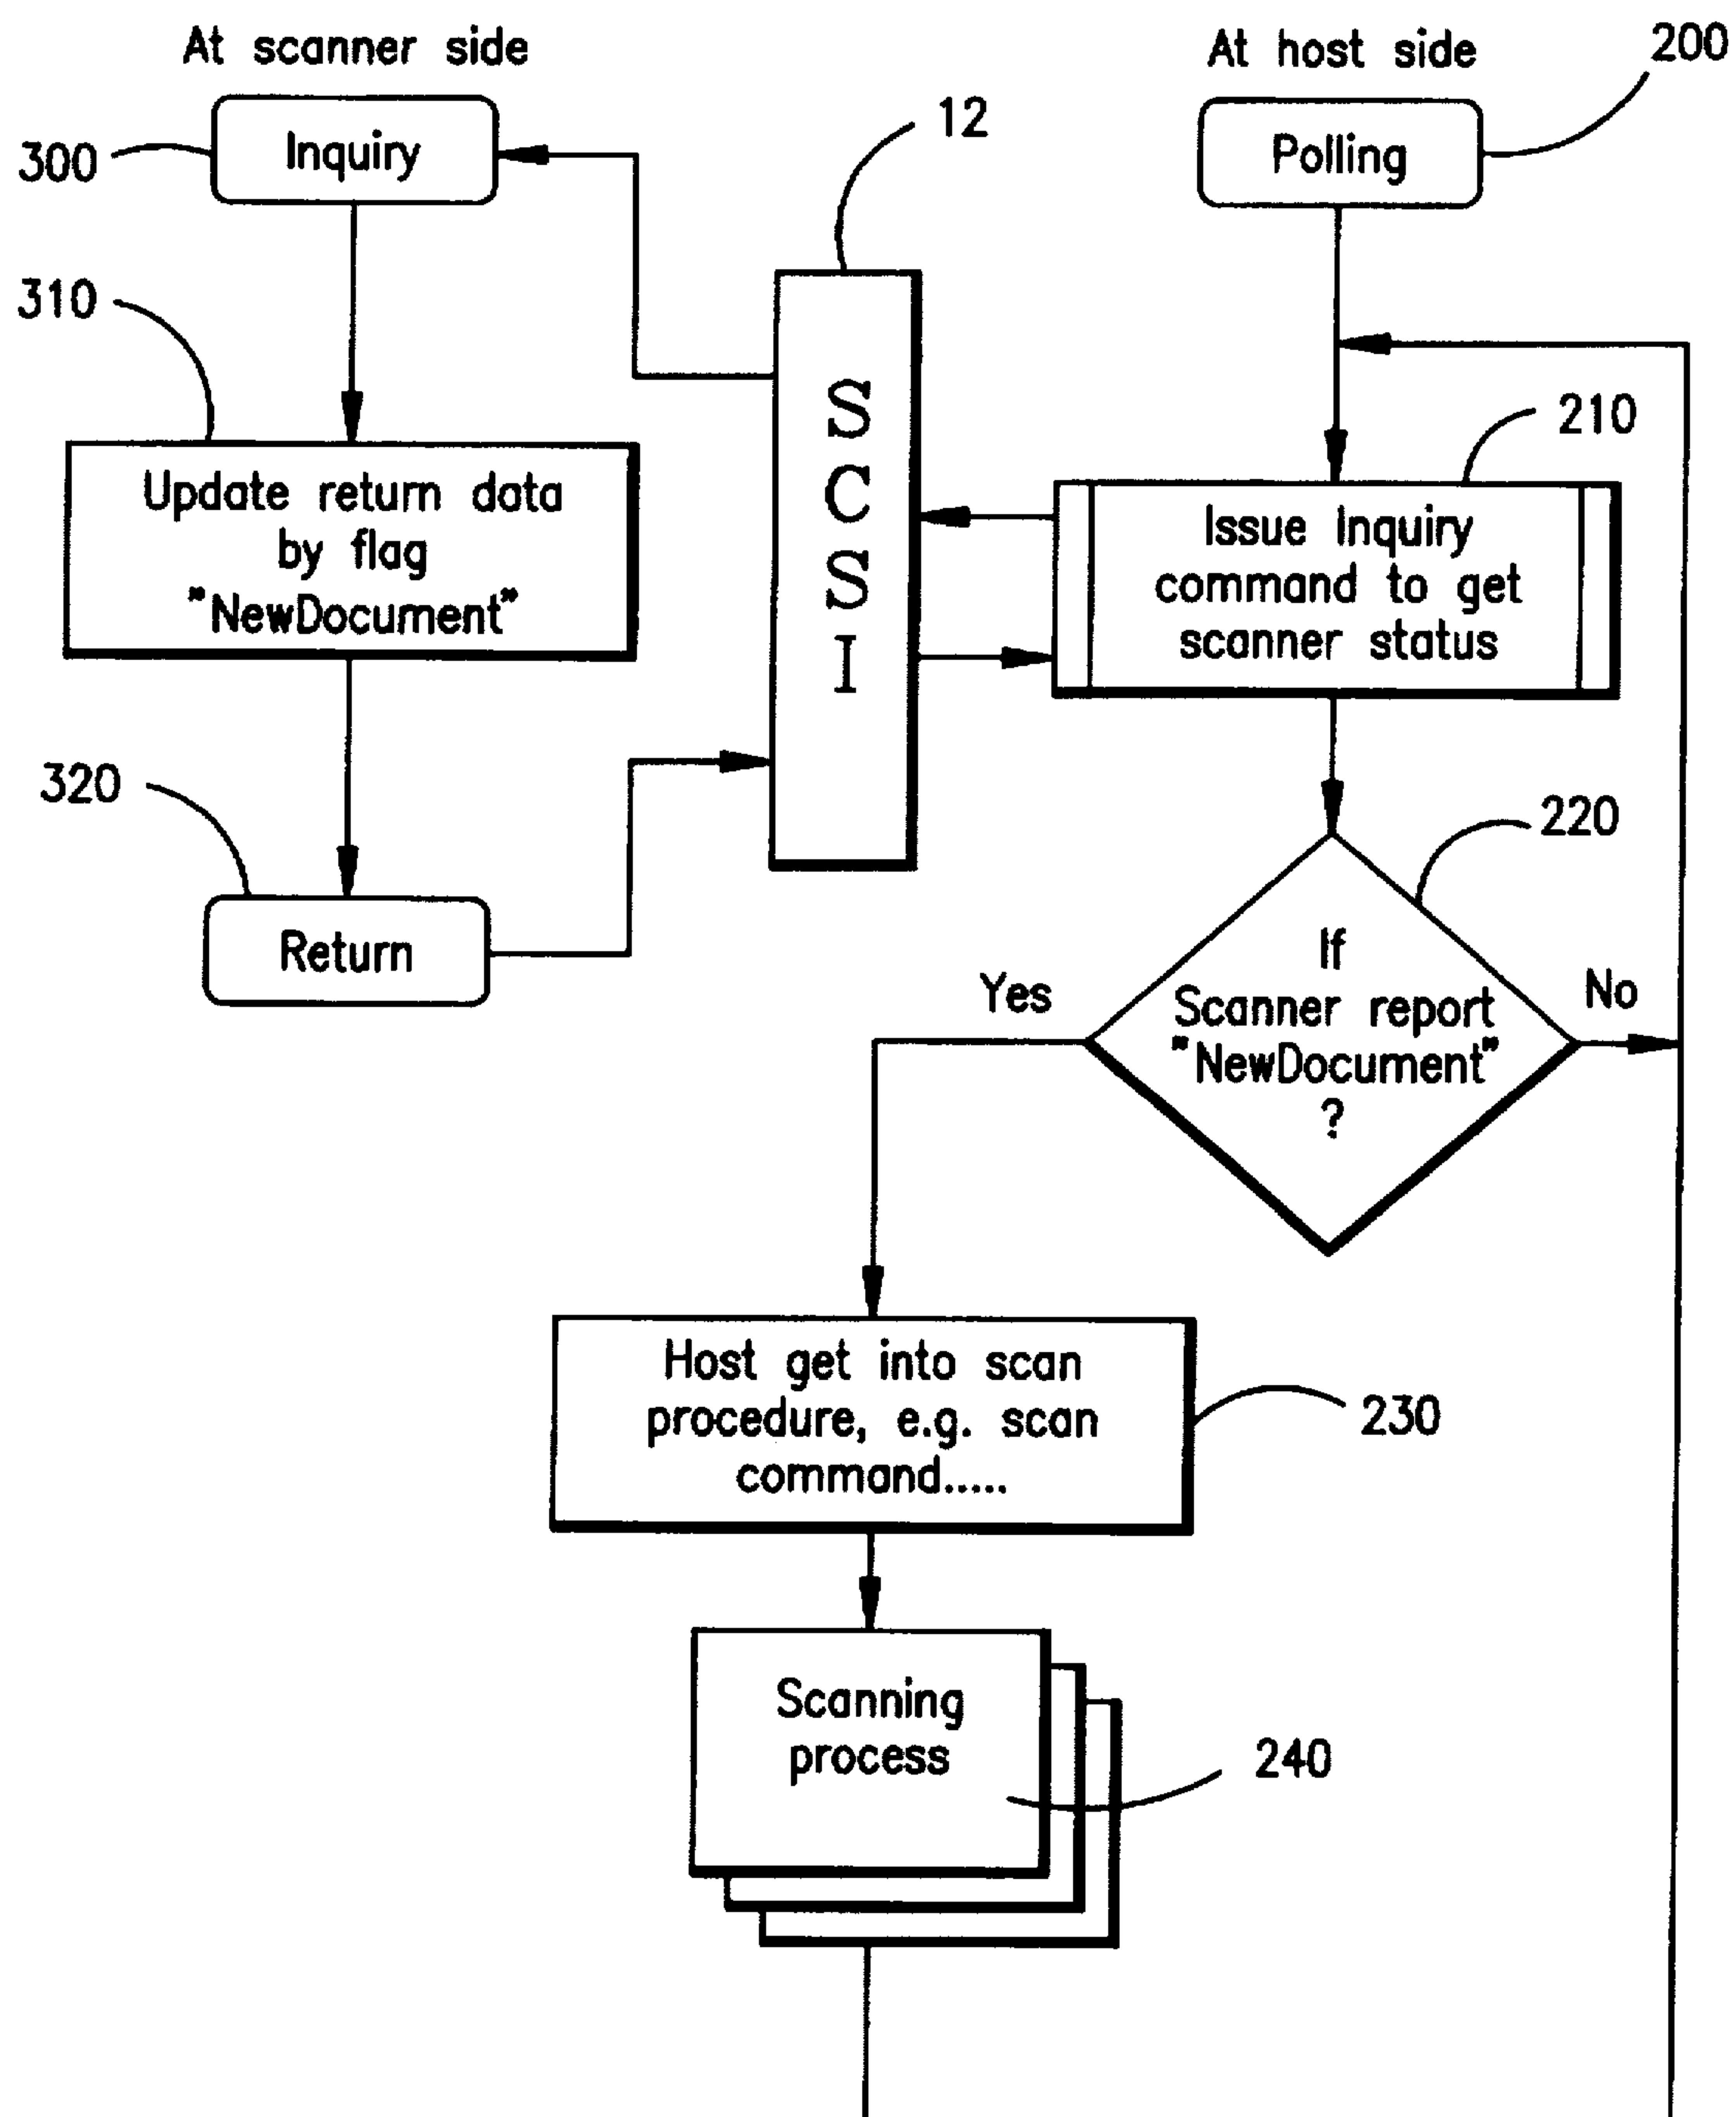 At scanner side
At host side
200
300
Inquiry
12
Polling
310
S
C
S
I
210
Update return data
by flag
"NewDocument"
Issue Inquiry
command to get
scanner status
320
220
Return
Yes
If
Scanner report
"NewDocument"
?
No
Host get into scan
procedure, e.g. scan
command.....
230
Scanning
process
240